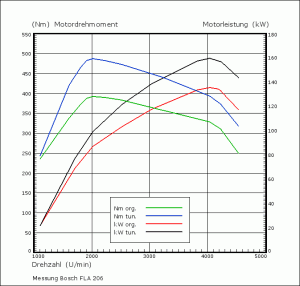 (Nm) Motordrehmoment Motorleistung (kW)
550 180
500 160
450 140
400 120
350 100
300 80
250 60
200 40
150 20
100 0
50
0
Nm org.
Nm tun.
kW org.
kW tun.
1000 2000 3000 4000 5000
Drehzahl (U/min)
Messung Bosch FLA 206